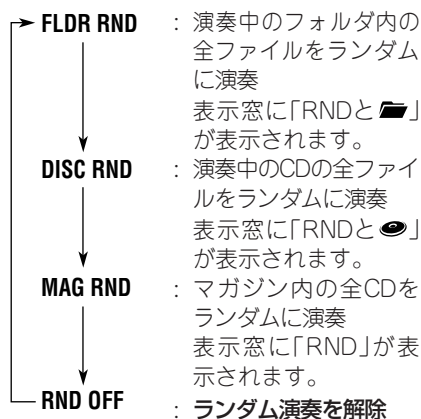 FLDR RND : 演奏中のフォルダ内の
全ファイルをランダム
に演奏
表示窓に「RNDと」
が表示されます。
DISC RND : 演奏中のCDの全ファイ
ルをランダムに演奏
表示窓に「RNDと」
が表示されます。
MAG RND : マガジン内の全CDを
ランダムに演奏
表示窓に「RND」が表
示されます。
RND OFF : ランダム演奏を解除